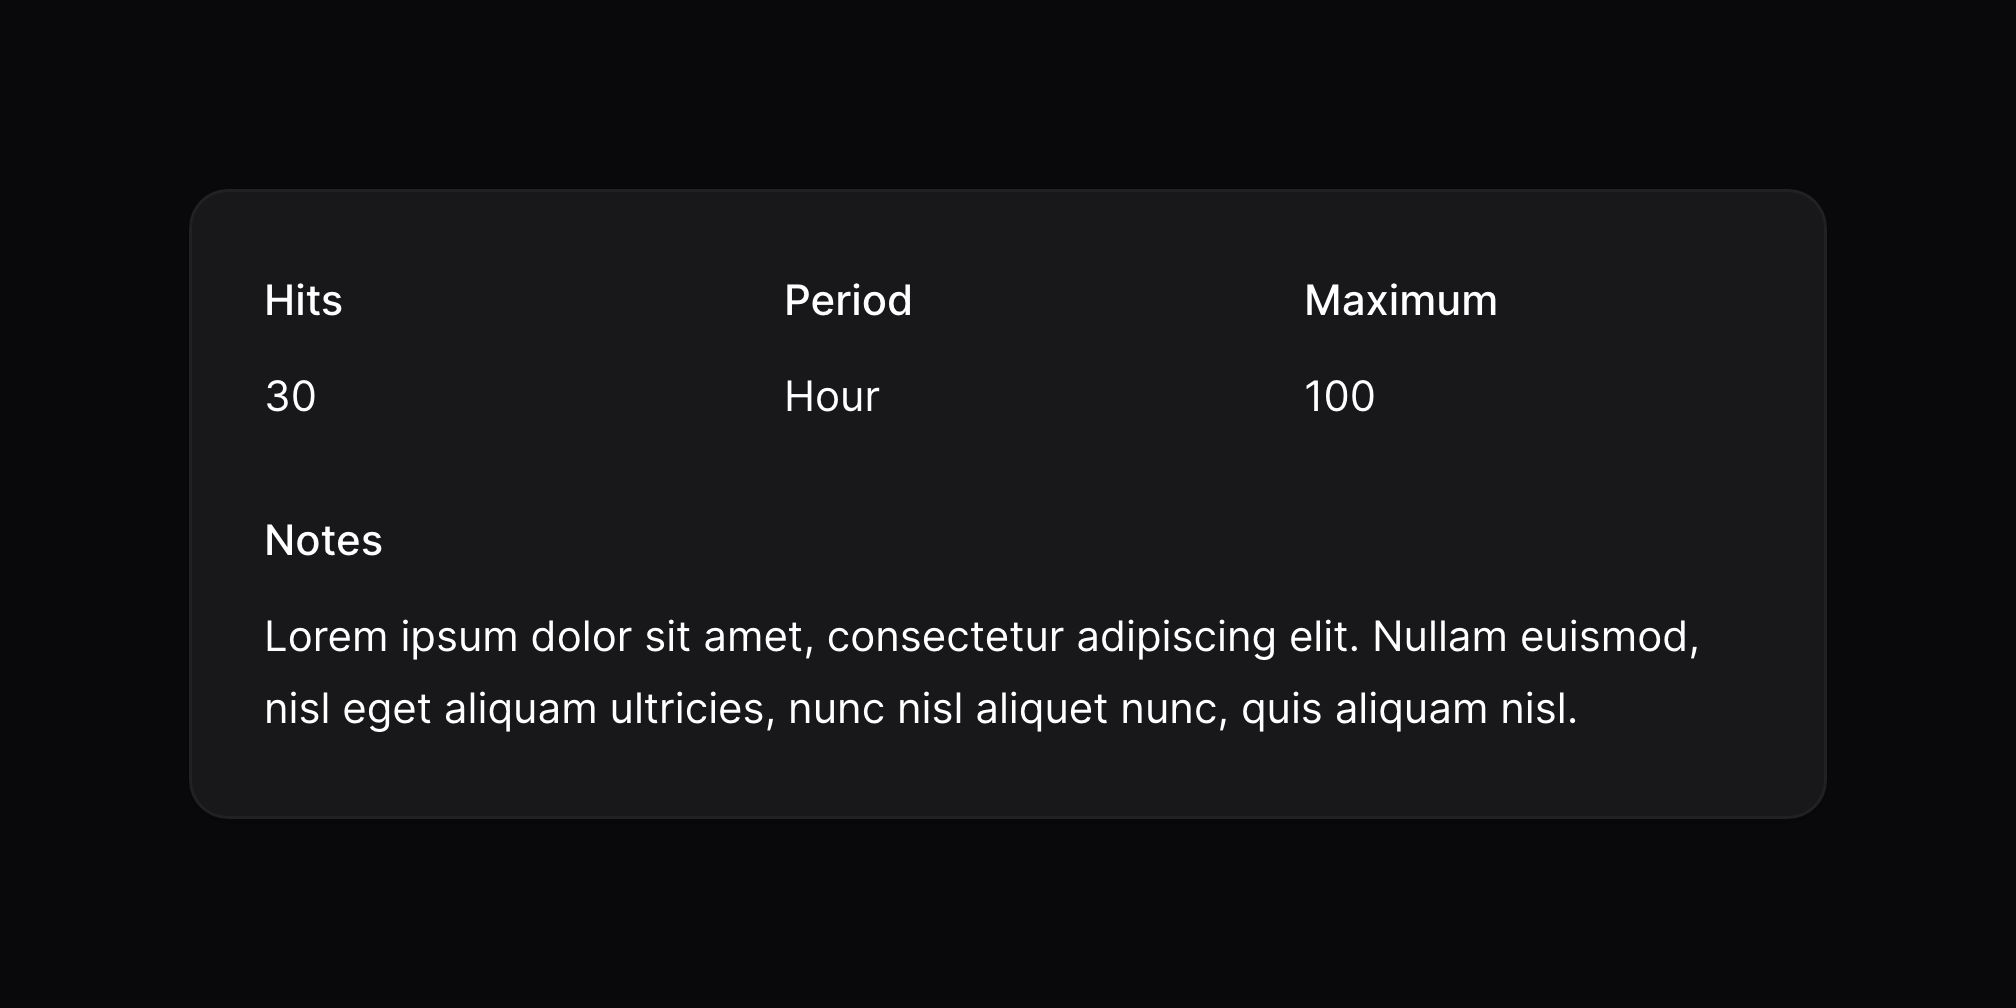 Hits
Period
Maximum
30
Hour
100
Notes
Lorem ipsum dolor sit amet, consectetur adipiscing elit. Nullam euismod,
nisl eget aliquam ultricies, nunc nisl aliquet nunc, quis aliquam nisl.